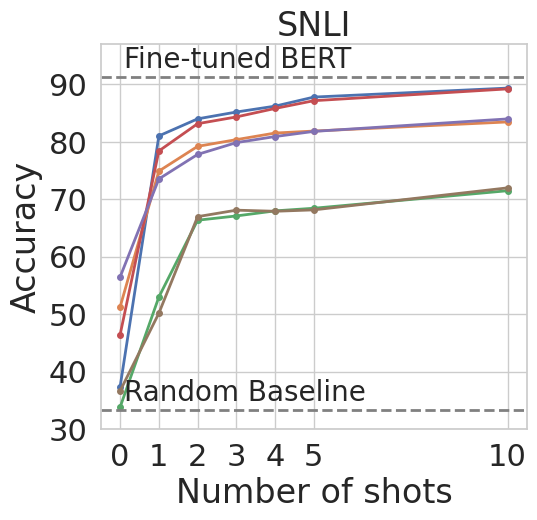 SNLI
Fine-tuned BERT
90
80
70
60
50
40
30
Accuracy
Random Baseline
0 1 2 3 4 5 10
Number of shots